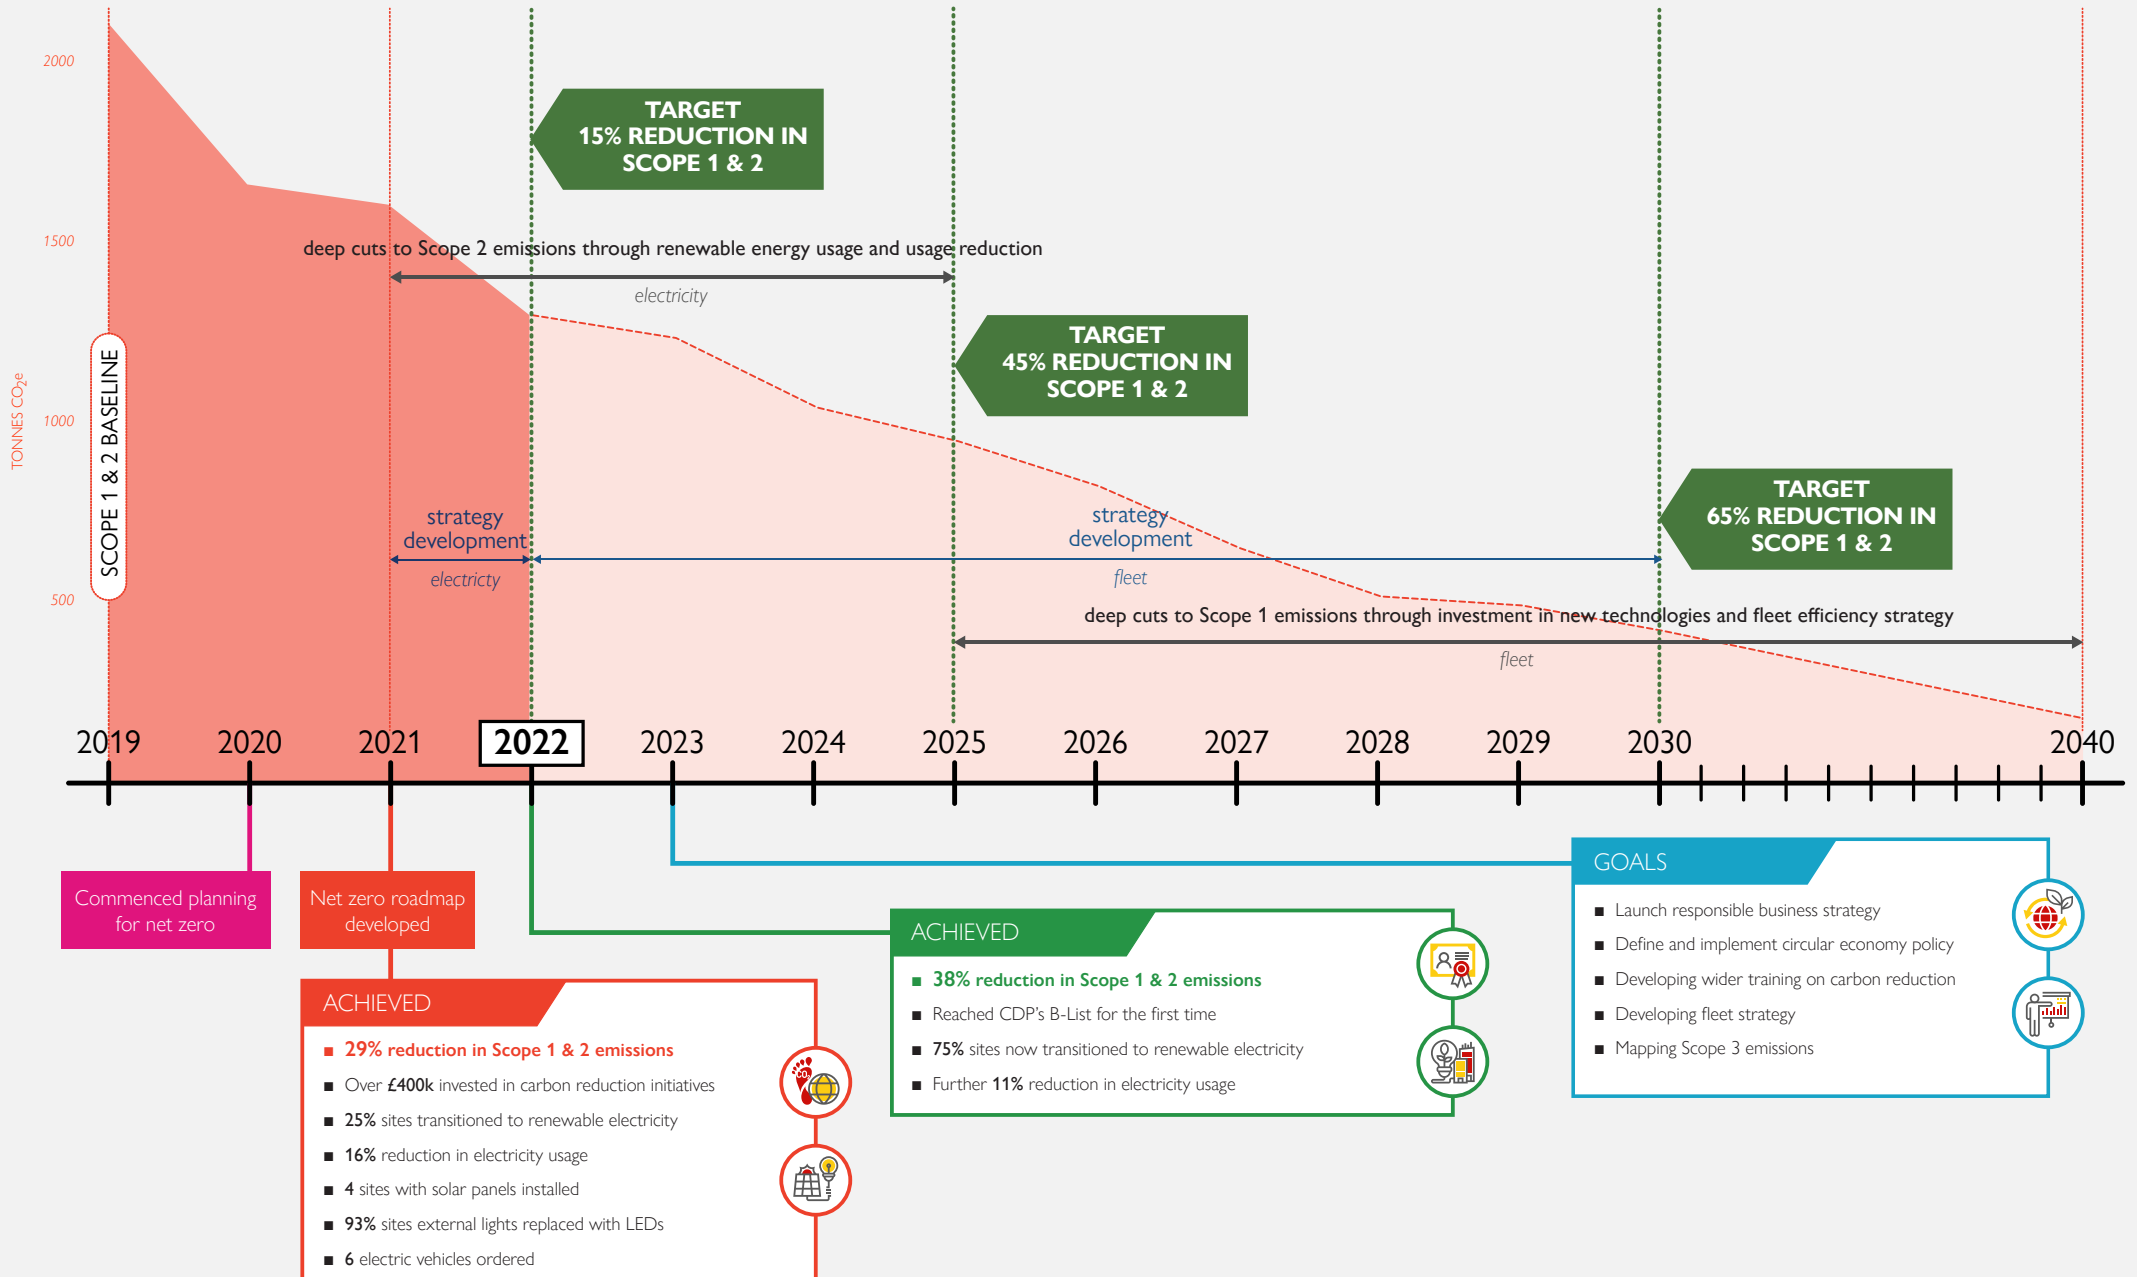 2000
1500
1000
500
TONNES CO2e
SCOPE 1 & 2 BASELINE
TARGET
15% REDUCTION IN
SCOPE 1 & 2
deep cuts to Scope 2 emissions through renewable energy usage and usage reduction
electricity
TARGET
45% REDUCTION IN
SCOPE 1 & 2
strategy
development
electricty
strategy
development
fleet
TARGET
65% REDUCTION IN
SCOPE 1 & 2
deep cuts to Scope 1 emissions through investment in new technologies and fleet efficiency strategy
fleet
2019 2020 2021 2022 2023 2024 2025 2026 2027 2028 2029 2030 2040
Commenced planning
for net zero
Net zero roadmap
developed
ACHIEVED
■ 29% reduction in Scope 1 & 2 emissions
■ Over £400k invested in carbon reduction initiatives
■ 25% sites transitioned to renewable electricity
■ 16% reduction in electricity usage
■ 4 sites with solar panels installed
■ 93% sites external lights replaced with LEDs
■ 6 electric vehicles ordered
CO2
ACHIEVED
■ 38% reduction in Scope 1 & 2 emissions
■ Reached CDP's B-List for the first time
■ 75% sites now transitioned to renewable electricity
■ Further 11% reduction in electricity usage
GOALS
■ Launch responsible business strategy
■ Define and implement circular economy policy
■ Developing wider training on carbon reduction
■ Developing fleet strategy
■ Mapping Scope 3 emissions